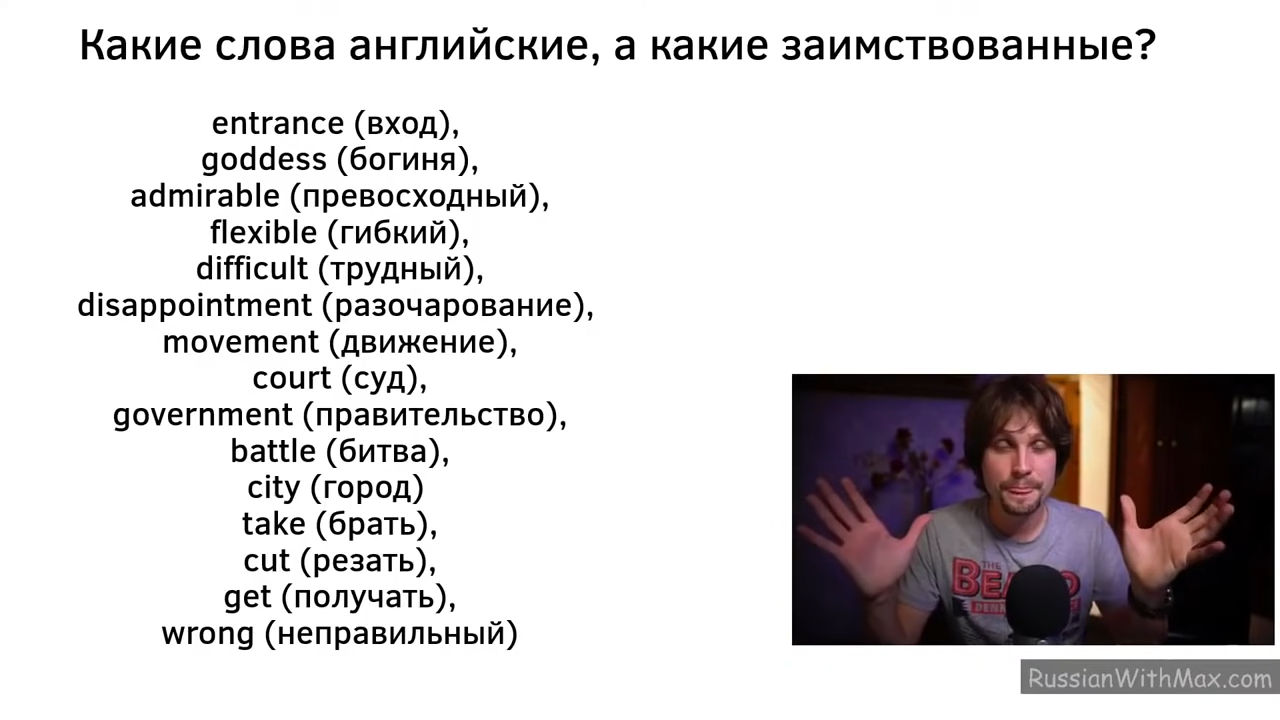 Какие слова английские, а какие заимствованные?
entrance (вход),
goddess (богиня),
admirable (превосходный),
flexible (гибкий),
difficult (трудный),
disappointment (разочарование),
movement (движение),
court (суд),
government (правительство),
battle (битва),
city (город)
take (брать),
cut (резать),
get (получать),
wrong (неправильный)
THE
RussianWithMax.com